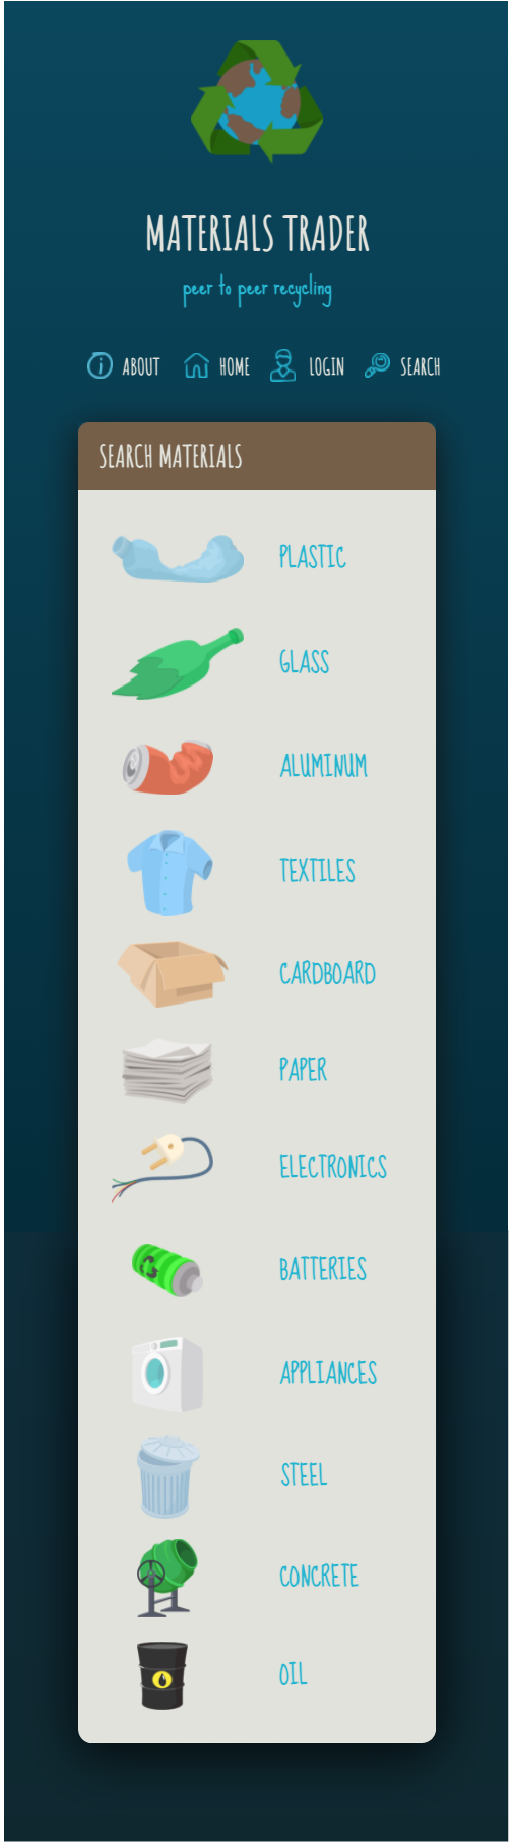 MATERIALS TRADER
peer to peer recycling
ABOUT HOME LOGIN SEARCH
SEARCH MATERIALS
PLASTIC
GLASS
ALUMINUM
TEXTILES
CARDBOARD
PAPER
ELECTRONICS
BATTERIES
APPLIANCES
STEEL
CONCRETE
OIL